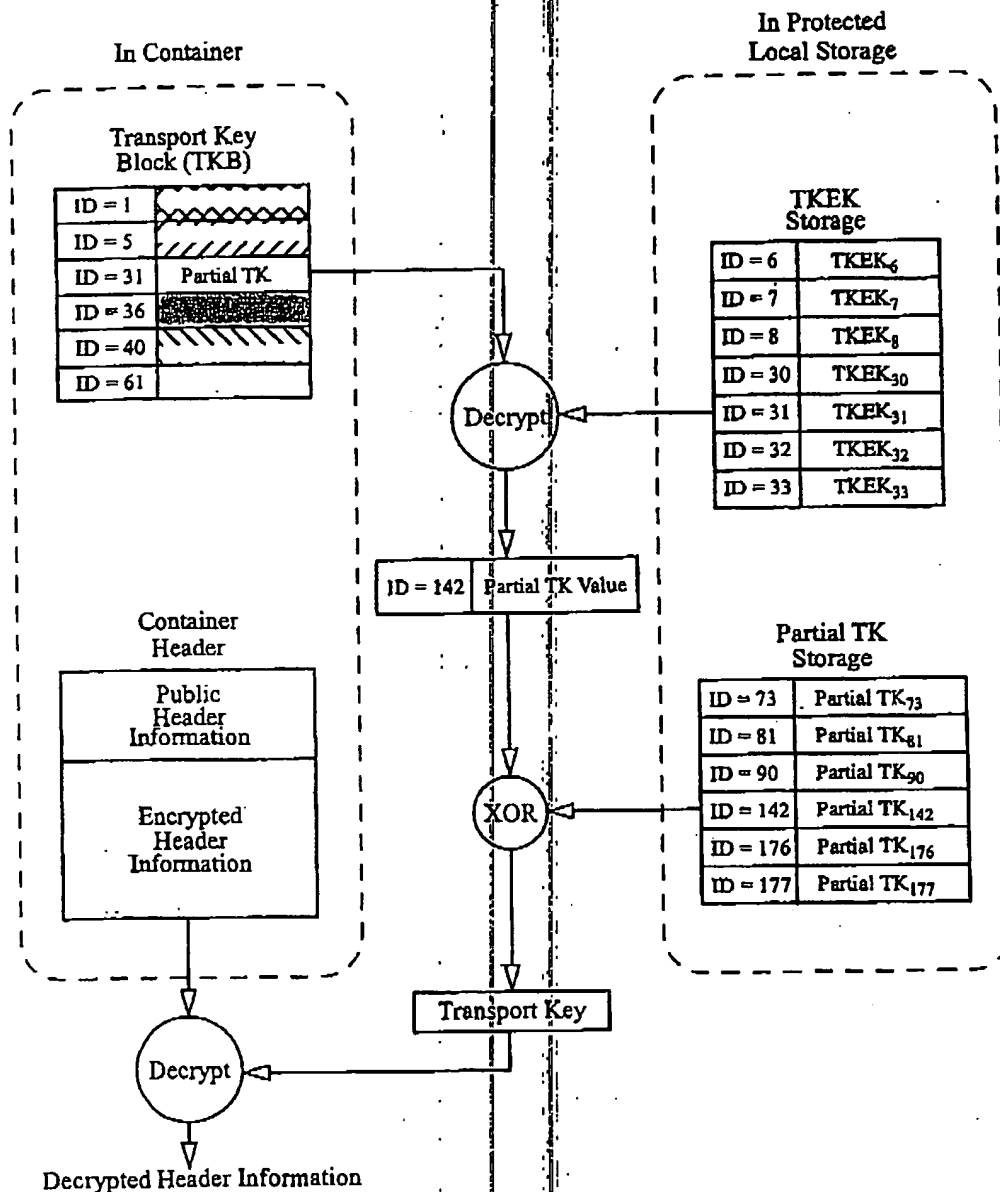 In Container
In Protected
Local Storage
Transport Key
Block (TKB)
ID = 1
ID = 5
ID = 31 Partial TK
ID = 36
ID = 40
ID = 61
TKEK
Storage
ID = 6 TKEK6
ID = 7 TKEK7
ID = 8 TKEK8
ID = 30 TKEK30
ID = 31 TKEK31
ID = 32 TKEK32
ID = 33 TKEK33
Decrypt
ID = 142 Partial TK Value
Container
Header
Public
Header
Information
Encrypted
Header
Information
Partial TK
Storage
ID = 73 Partial TK73
ID = 81 Partial TK81
ID = 90 Partial TK90
ID = 142 Partial TK142
ID = 176 Partial TK176
ID = 177 Partial TK177
XOR
Transport Key
Decrypt
Decrypted Header Information